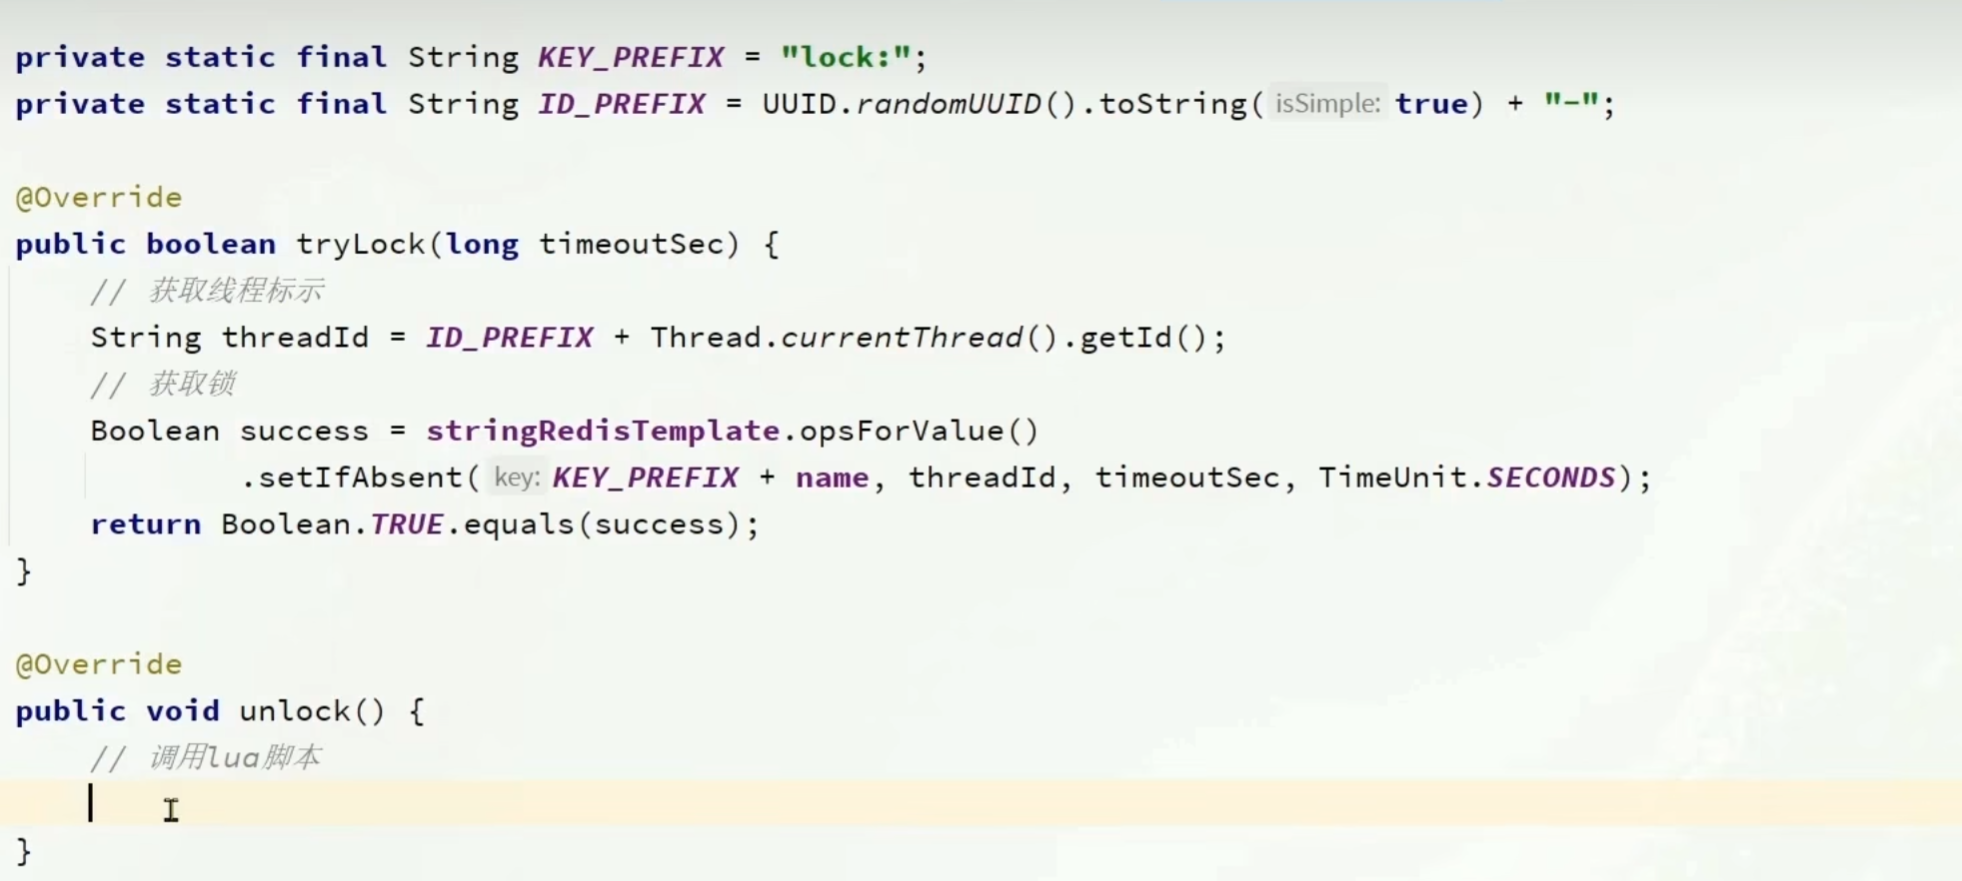 private static final String KEY_PREFIX = "lock:";
private static final String ID_PREFIX = UUID.randomUUID().toString( isSimple: true) + "-";
@Override
public boolean tryLock(long timeoutSec) {
// 获取线程标示
String threadId = ID_PREFIX + Thread.currentThread().getId();
// 获取锁
Boolean success = stringRedisTemplate.opsForValue()
.setIfAbsent( key: KEY_PREFIX + name, threadId, timeoutSec, TimeUnit.SECONDS);
return Boolean.TRUE.equals(success);
}
@Override
public void unlock() {
// 调用lua脚本
}